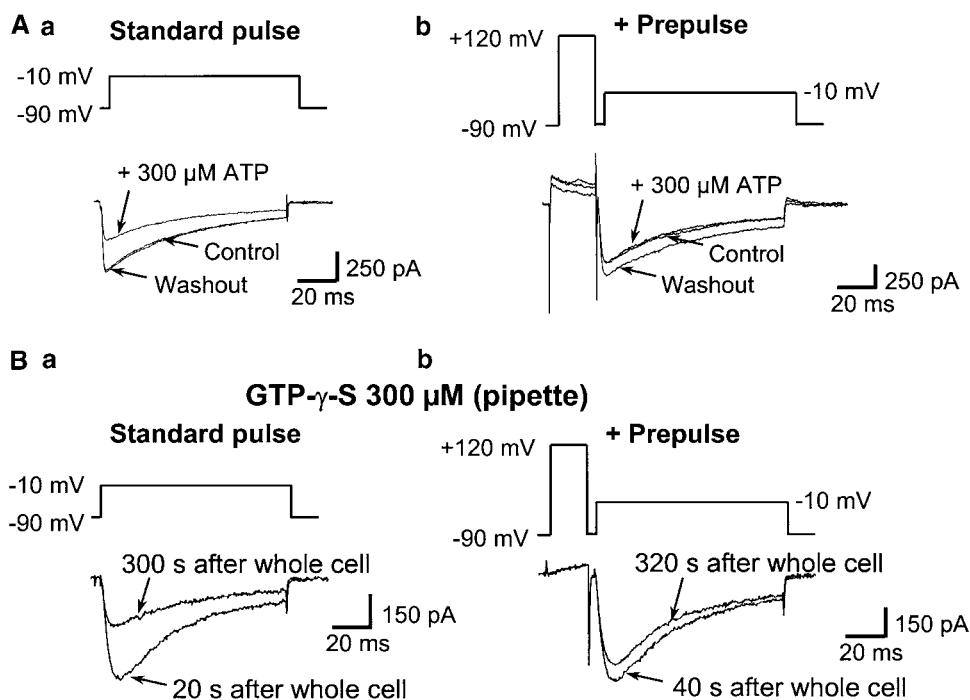 A a
Standard pulse
-10 mV
-90 mV
+ 300 µM ATP
Control
Washout
250 pA
20 ms
b
+ Prepulse
+120 mV
-10 mV
-90 mV
+ 300 µM ATP
Control
Washout
250 pA
20 ms
B a
b
GTP-γ-S 300 µM (pipette)
Standard pulse
-10 mV
-90 mV
300 s after whole cell
150 pA
20 ms
20 s after whole cell
+ Prepulse
+120 mV
-10 mV
-90 mV
320 s after whole cell
150 pA
20 ms
40 s after whole cell